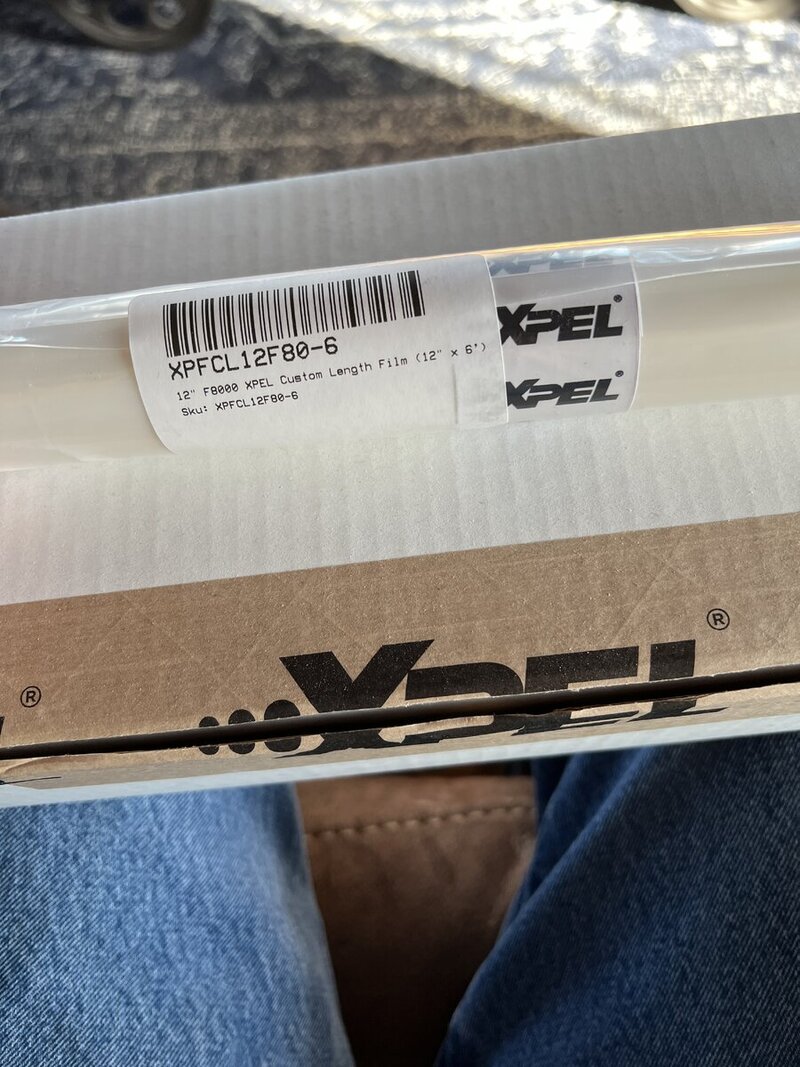 XPFCL12F80-6
12" F8000 XPEL Custom Length Film (12" x 6')
Sku: XPFCL12F80-6
XPEL®
XPEL®
® XPEL®